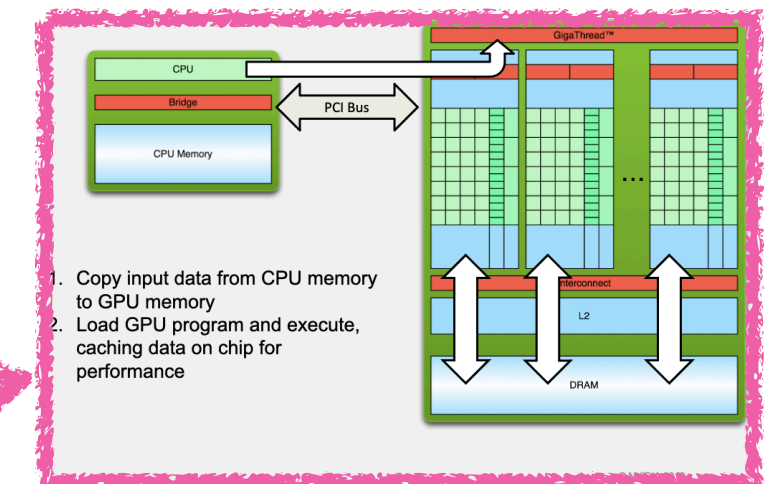 GigaThread™
CPU
Bridge
PCI Bus
CPU Memory
...
1. Copy input data from CPU memory
to GPU memory
2. Load GPU program and execute,
caching data on chip for
performance
Interconnect
L2
DRAM